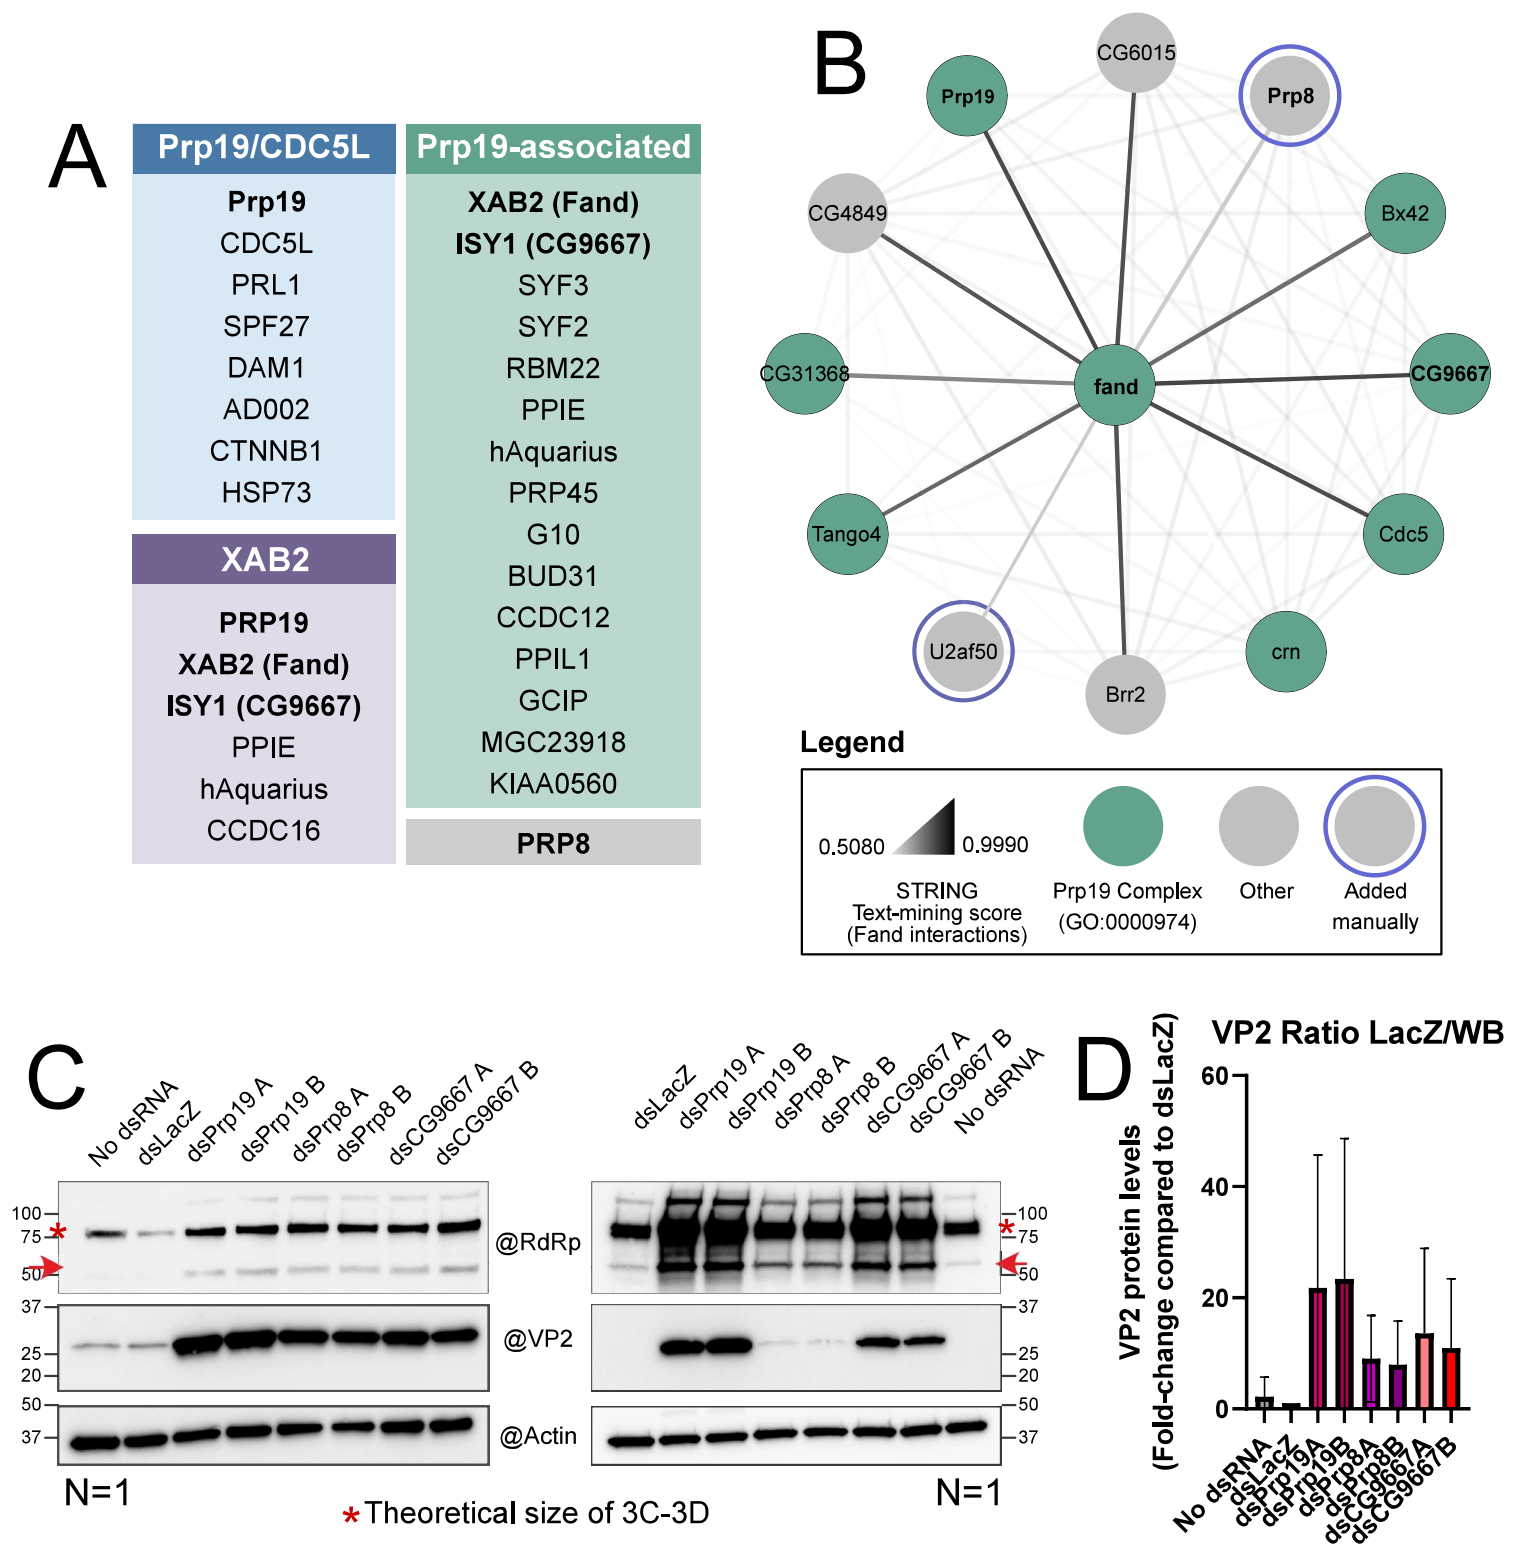 A
Prp19/CDC5L
Prp19
CDC5L
PRL1
SPF27
DAM1
AD002
CTNNB1
HSP73
XAB2
PRP19
XAB2 (Fand)
ISY1 (CG9667)
PPIE
hAquarius
CCDC16
Prp19-associated
XAB2 (Fand)
ISY1 (CG9667)
SYF3
SYF2
RBM22
PPIE
hAquarius
PRP45
G10
BUD31
CCDC12
PPIL1
GCIP
MGC23918
KIAA0560
PRP8
B
CG6015
Prp19
Prp8
CG4849
Bx42
CG31368
fand
CG9667
Tango4
Cdc5
U2af50
Brr2
crn
Legend
0.5080
0.9990
STRING
Text-mining score
(Fand interactions)
Prp19 Complex
(GO:0000974)
Other
Added
manually
C
No dsRNA
dsLacZ
dsPrp19 A
dsPrp19 B
dsPrp8 A
dsPrp8 B
dsCG9667 A
dsCG9667 B
100
*
75
50
37
25
20
50
37
N=1
@RdRp
@VP2
@Actin
dsLacZ
dsPrp19 A
dsPrp19 B
dsPrp8 A
dsPrp8 B
dsCG9667 A
dsCG9667 B
No dsRNA
100
*
75
50
37
25
20
50
37
N=1
* Theoretical size of 3C-3D
D
VP2 Ratio LacZ/WB
VP2 protein levels
(Fold-change compared to dsLacZ)
60
40
20
0
No dsRNA
dsLacZ
dsPrp19A
dsPrp19B
dsPrp8A
dsPrp8B
dsCG9667A
dsCG9667B